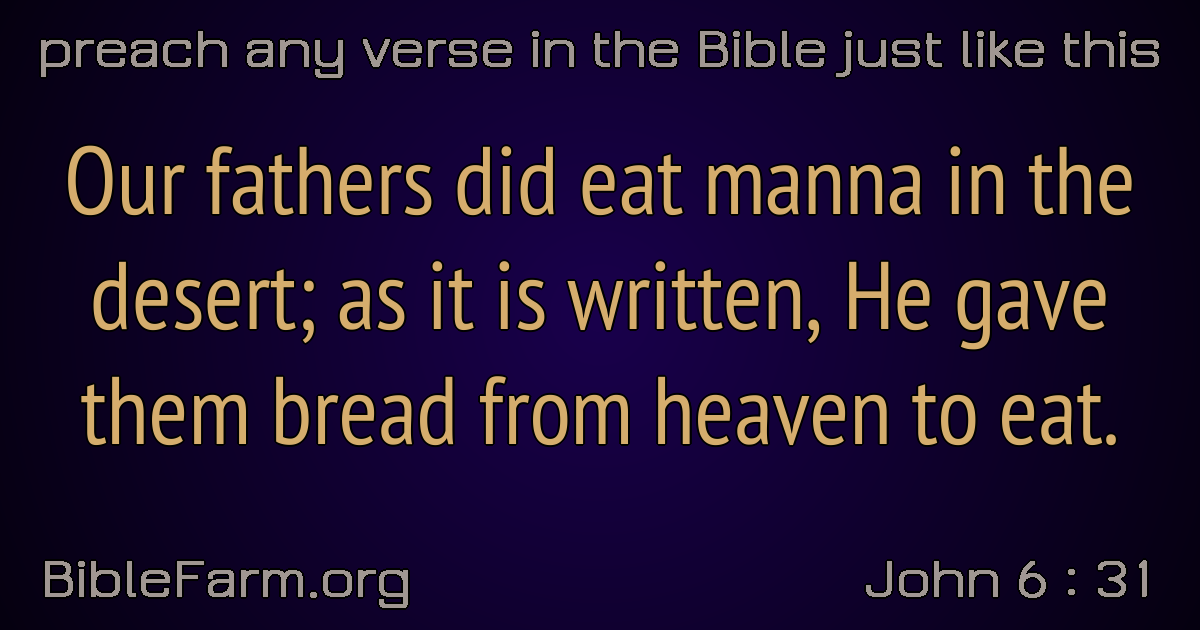 preach any verse in the Bible just like this
Our fathers did eat manna in the
desert; as it is written, He gave
them bread from heaven to eat.
BibleFarm.org
John 6 : 31